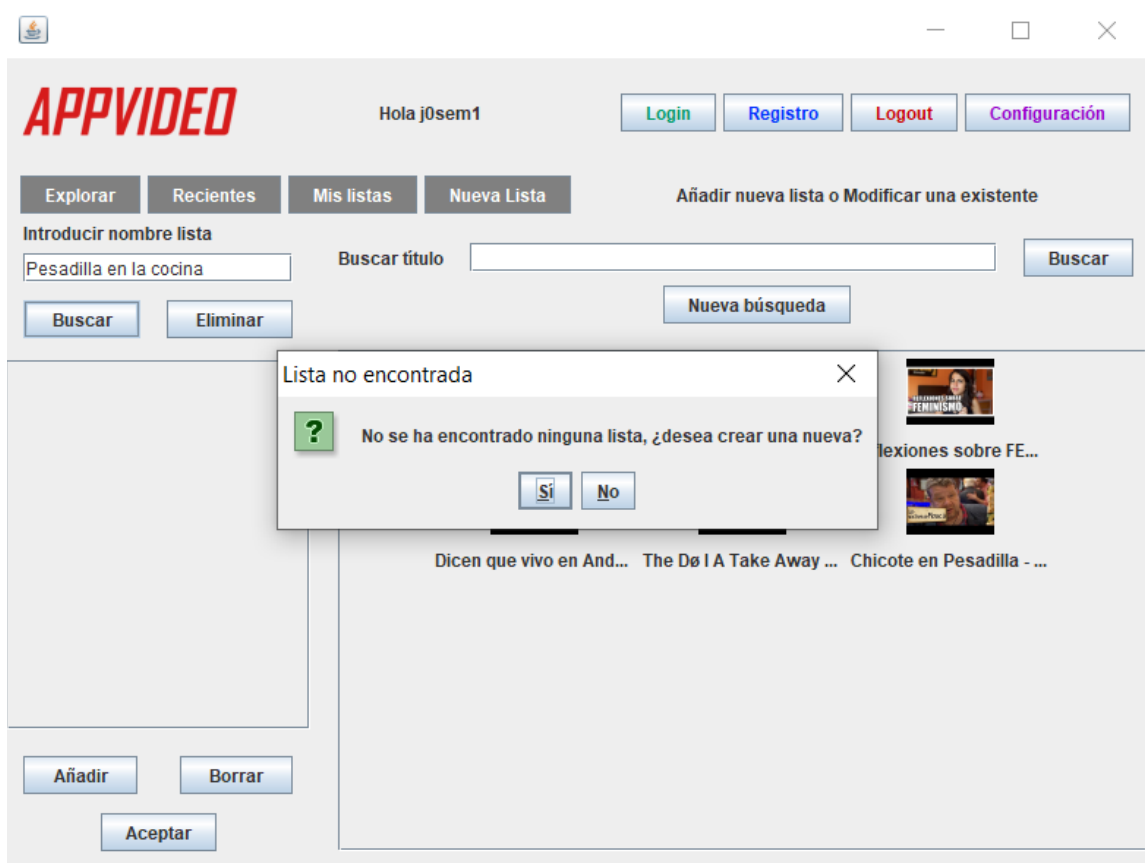 APPVIDEO
Hola j0sem1
Login
Registro
Logout
Configuración
Explorar
Recientes
Mis listas
Nueva Lista
Añadir nueva lista o Modificar una existente
Introducir nombre lista
Pesadilla en la cocina
Buscar título
Buscar
Buscar
Eliminar
Nueva búsqueda
Lista no encontrada
?
No se ha encontrado ninguna lista, ¿desea crear una nueva?
Sí
No
FEMINISMO
lexiones sobre FE...
Dicen que vivo en And...
The Dø I A Take Away ...
Chicote en Pesadilla - ...
Añadir
Borrar
Aceptar